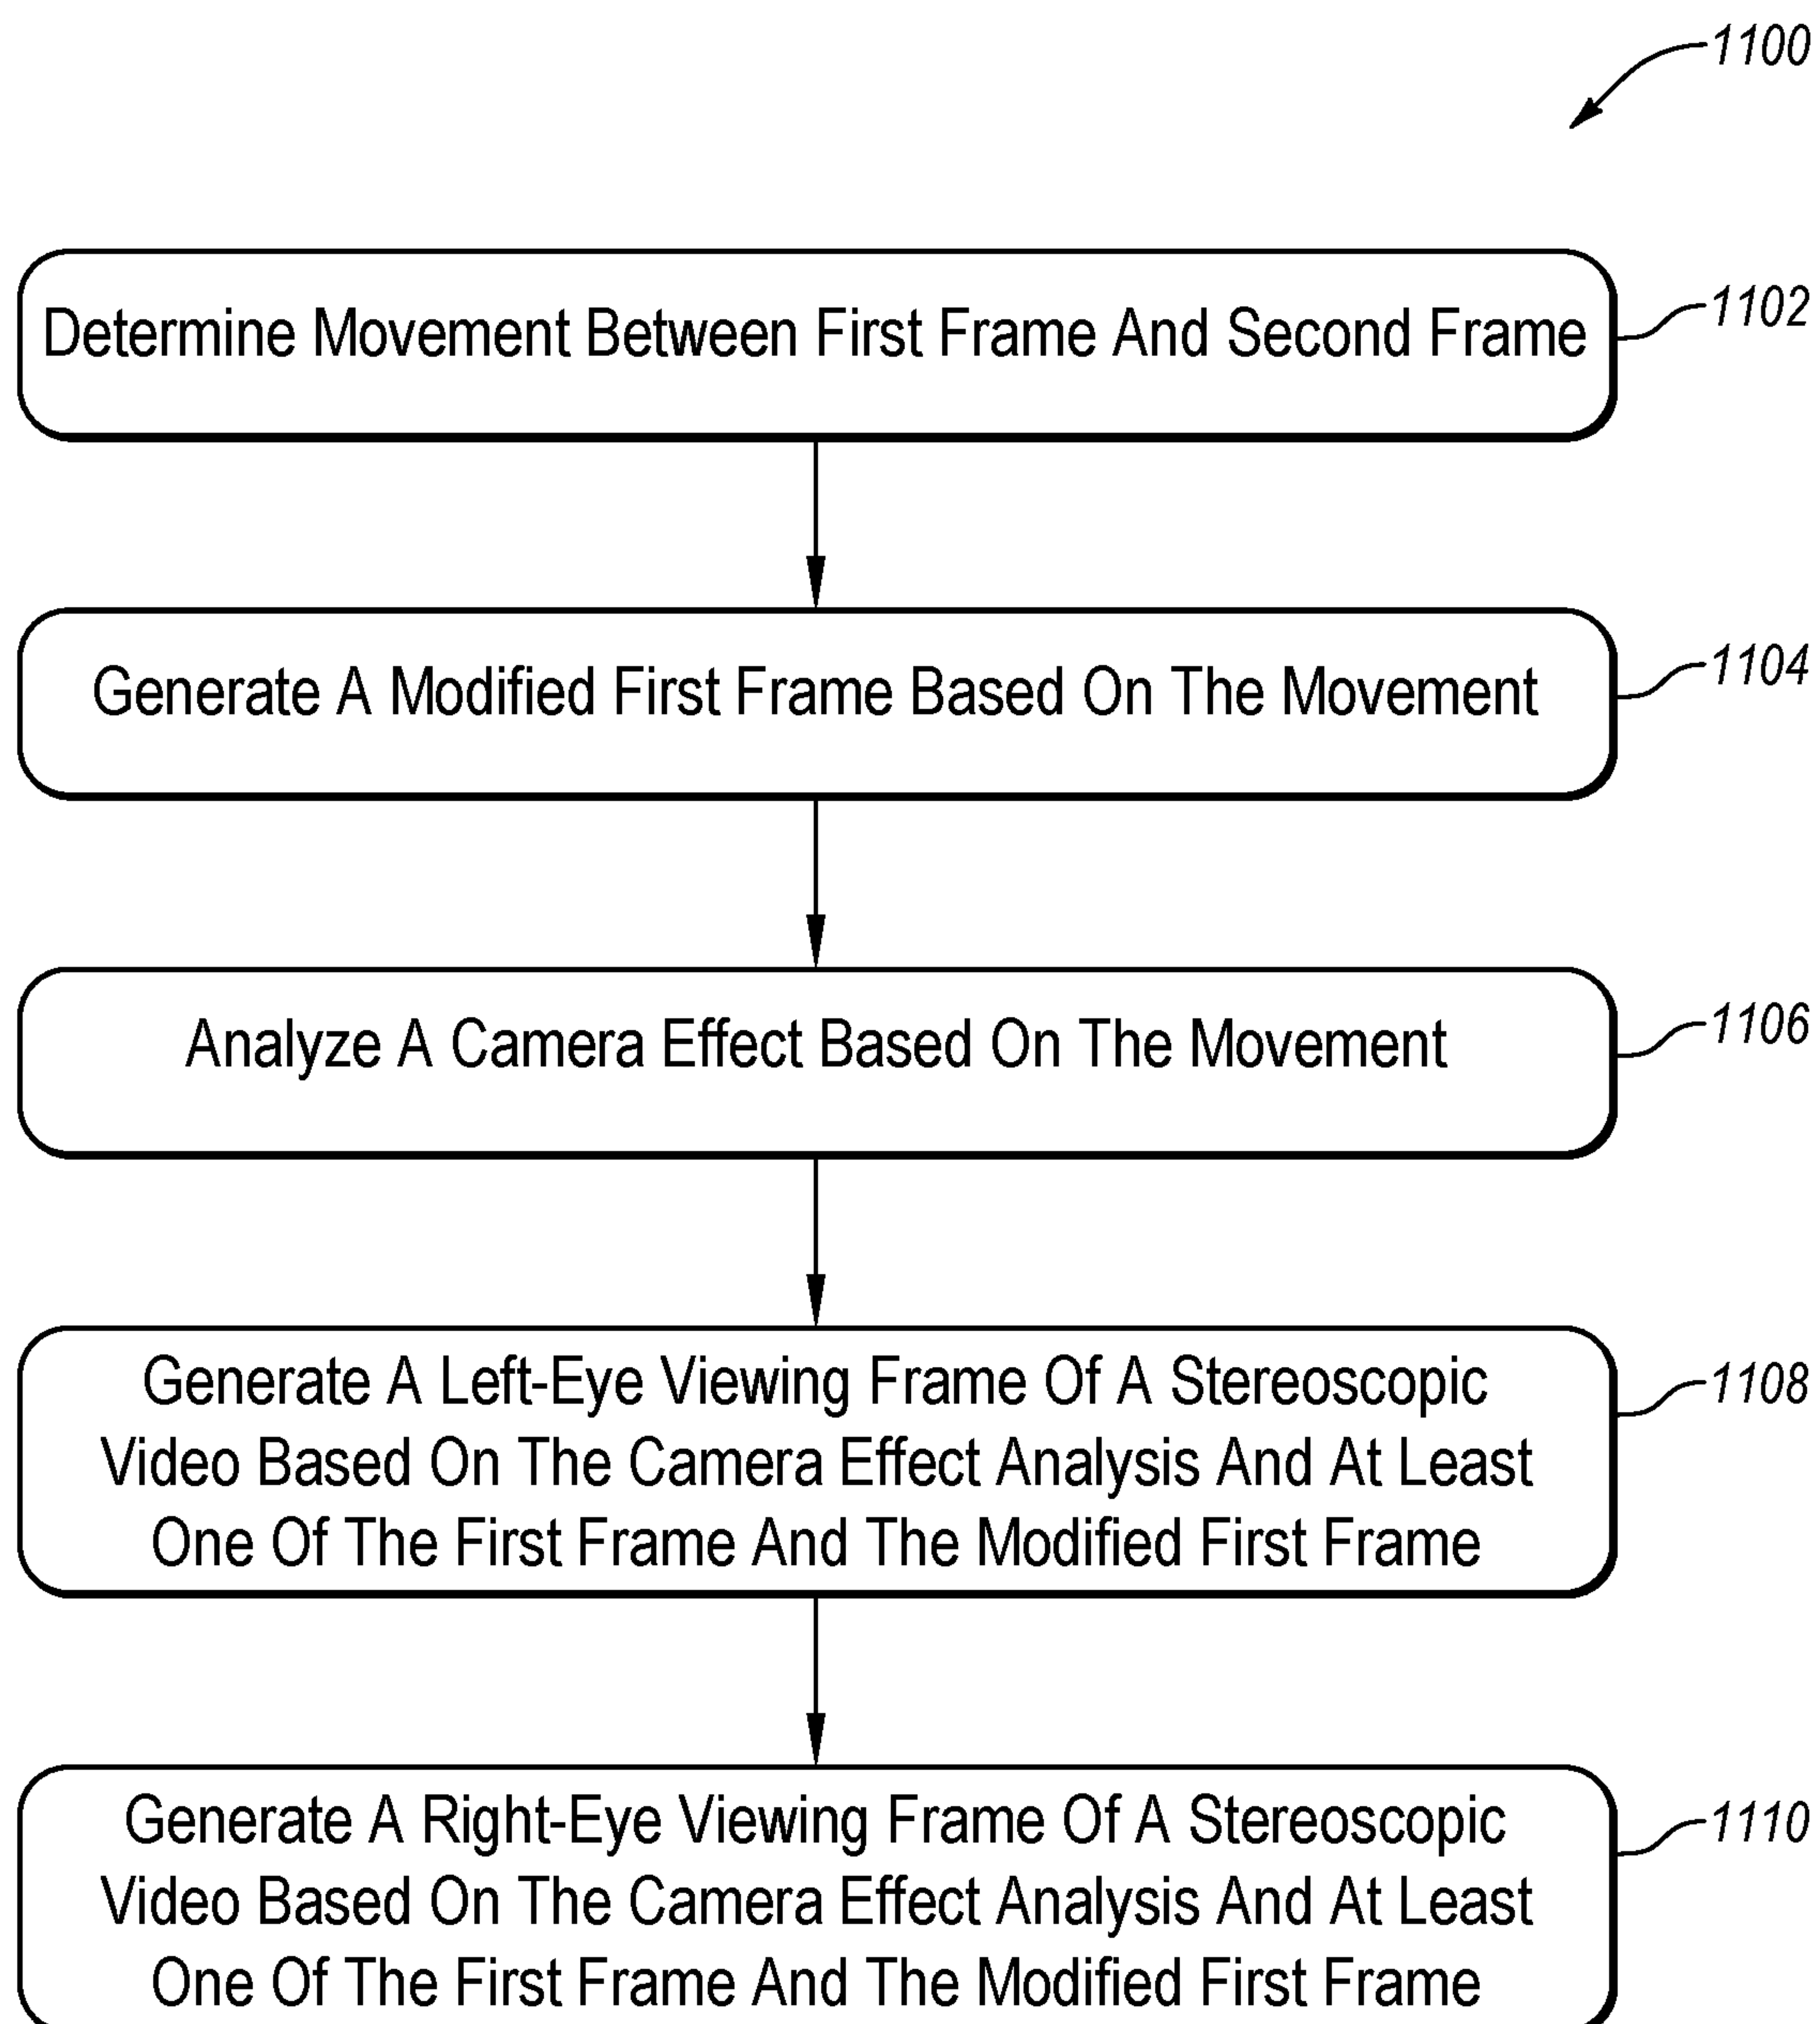 1100
Determine Movement Between First Frame And Second Frame
1102
Generate A Modified First Frame Based On The Movement
1104
Analyze A Camera Effect Based On The Movement
1106
Generate A Left-Eye Viewing Frame Of A Stereoscopic
Video Based On The Camera Effect Analysis And At Least
One Of The First Frame And The Modified First Frame
1108
Generate A Right-Eye Viewing Frame Of A Stereoscopic
Video Based On The Camera Effect Analysis And At Least
One Of The First Frame And The Modified First Frame
1110